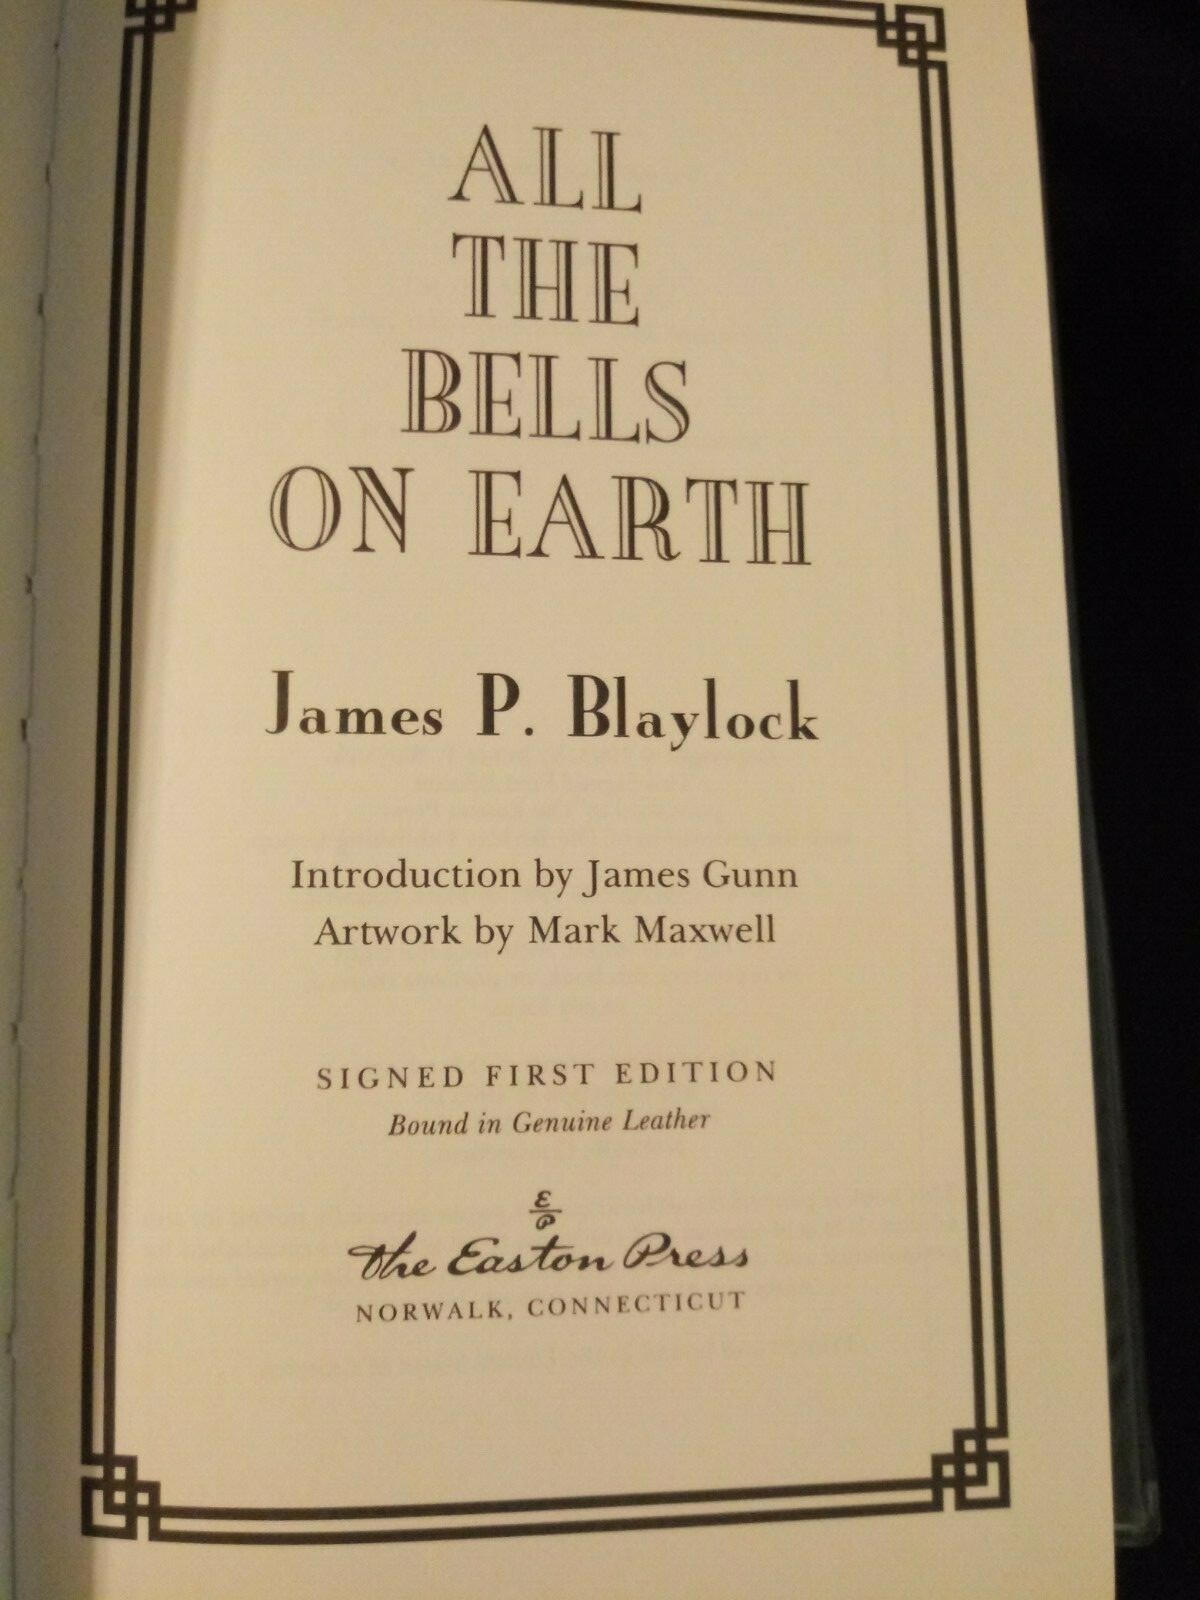 ALL
THE
BELLS
ON EARTH
James P. Blaylock
Introduction by James Gunn
Artwork by Mark Maxwell
SIGNED FIRST EDITION
Bound in Genuine Leather
E
P
The Easton Press
NORWALK, CONNECTICUT